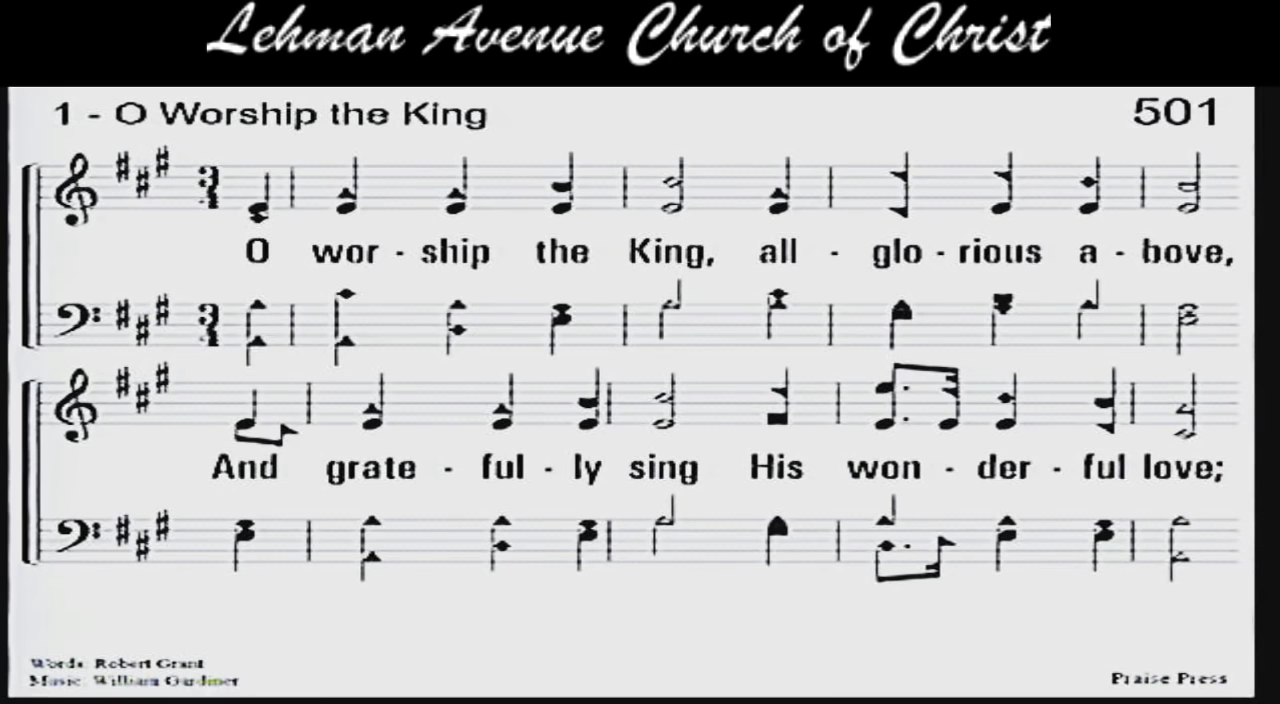 Lehman Avenue Church of Christ
1 - O Worship the King 501
O wor - ship the King, all - glo - rious a - bove,
And grate - ful - ly sing His won - der - ful love;
Words: Robert Grant
Music: William Gardiner
Praise Press